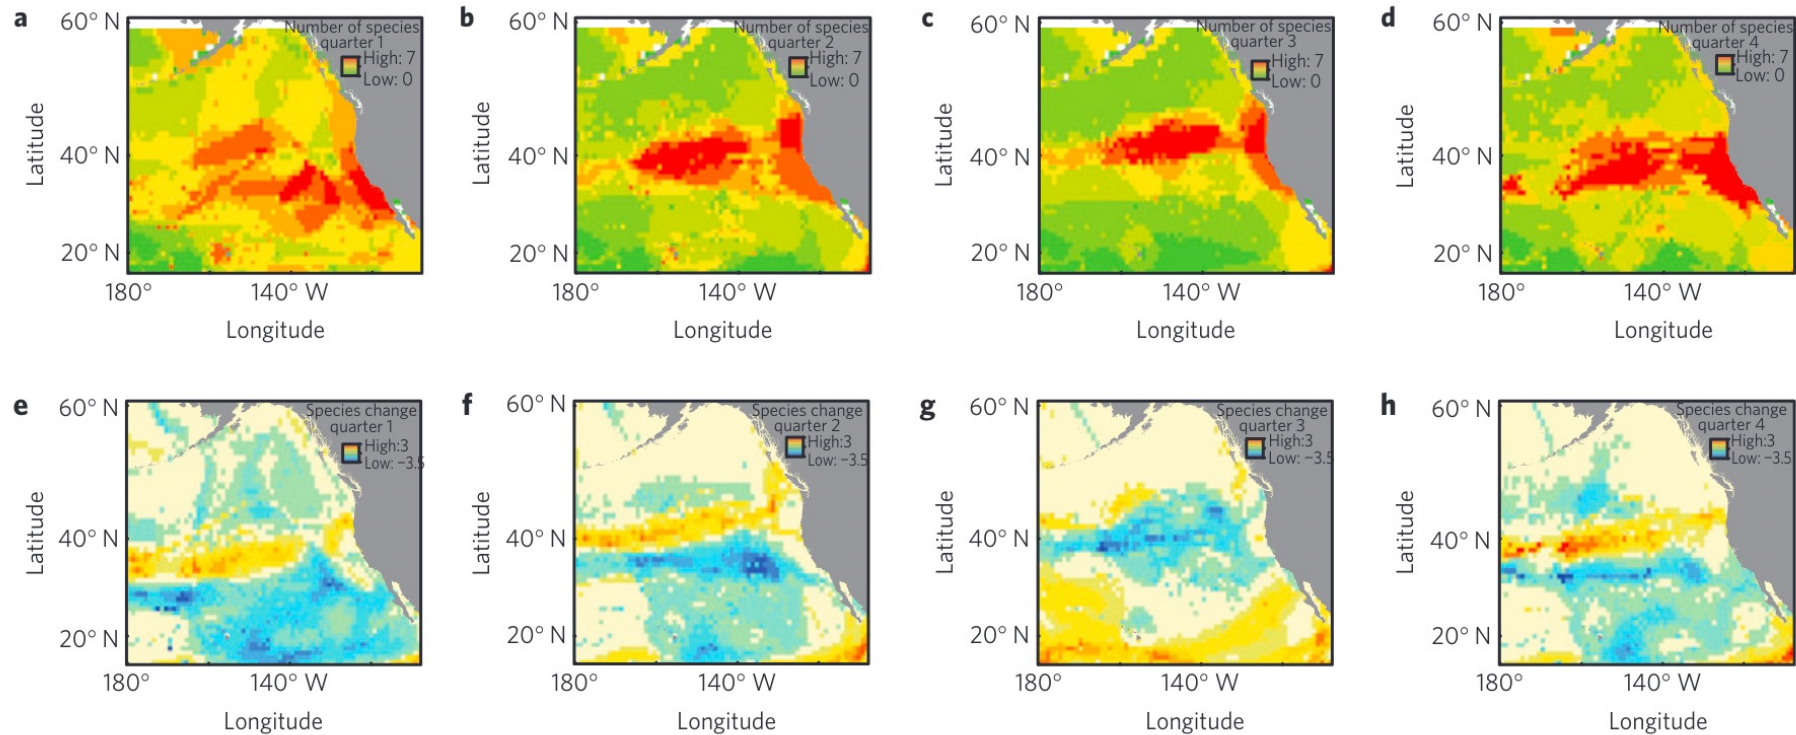 a
60° N
40° N
20° N
Latitude
180°
140° W
Longitude
Number of species
quarter 1
High: 7
Low: 0
b
60° N
40° N
20° N
Latitude
180°
140° W
Longitude
Number of species
quarter 2
High: 7
Low: 0
c
60° N
40° N
20° N
Latitude
180°
140° W
Longitude
Number of species
quarter 3
High: 7
Low: 0
d
60° N
40° N
20° N
Latitude
180°
140° W
Longitude
Number of species
quarter 4
High: 7
Low: 0
e
60° N
40° N
20° N
Latitude
180°
140° W
Longitude
Species change
quarter 1
High:3
Low: −3.5
f
60° N
40° N
20° N
Latitude
180°
140° W
Longitude
Species change
quarter 2
High:3
Low: −3.5
g
60° N
40° N
20° N
Latitude
180°
140° W
Longitude
Species change
quarter 3
High:3
Low: −3.5
h
60° N
40° N
20° N
Latitude
180°
140° W
Longitude
Species change
quarter 4
High:3
Low: −3.5